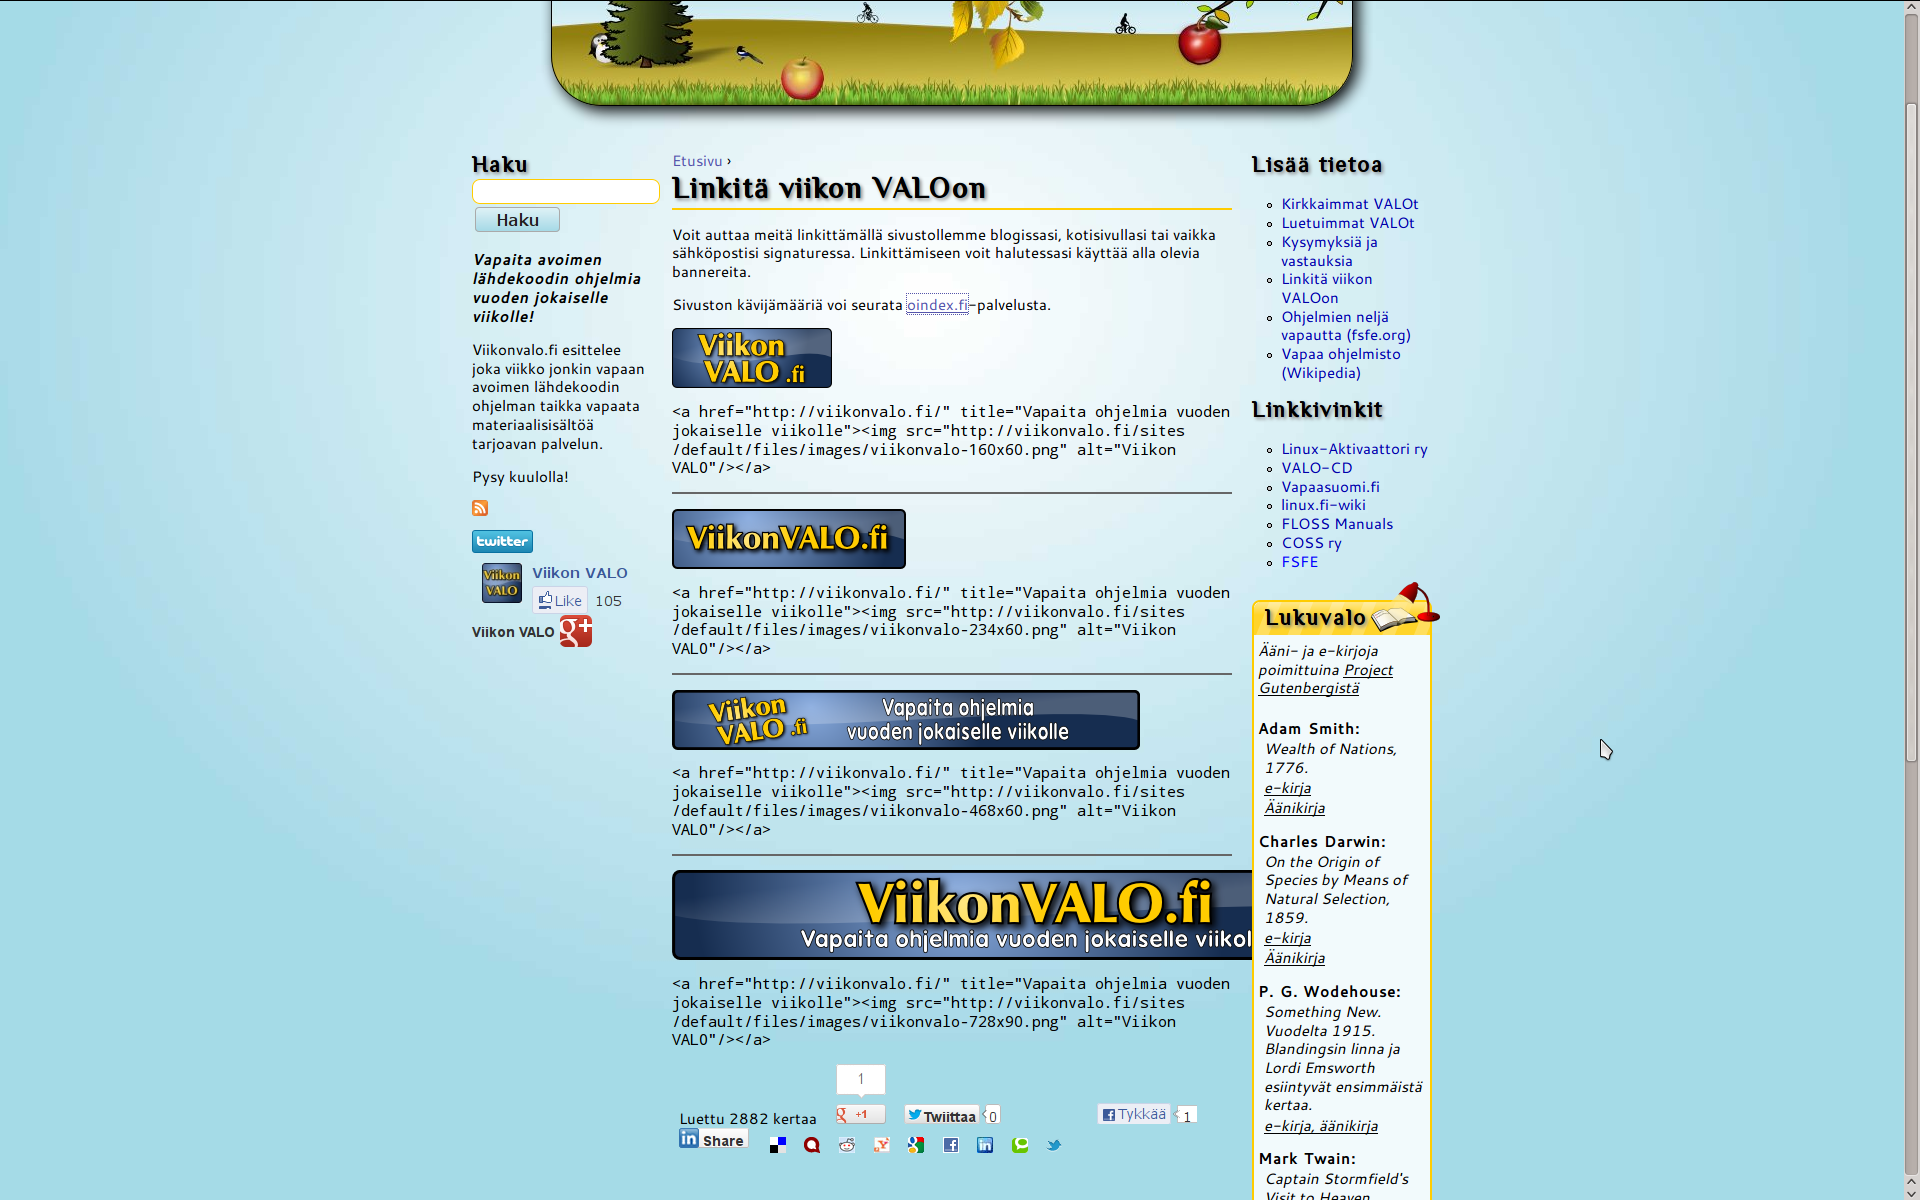 Haku
Haku
Vapaita avoimen
lähdekoodin ohjelmia
vuoden jokaiselle
viikolle!
Viikonvalo.fi esittelee
joka viikko jonkin vapaan
avoimen lähdekoodin
ohjelman taikka vapaata
materiaalisisältöä
tarjoavan palvelun.
Pysy kuulolla!
twitter
Viikon
VALO
Viikon VALO
Like 105
Viikon VALO g+
Etusivu ›
Linkitä viikon VALOon
Voit auttaa meitä linkittämällä sivustollemme blogissasi, kotisivullasi tai vaikka
sähköpostisi signaturessa. Linkittämiseen voit halutessasi käyttää alla olevia
bannereita.
Sivuston kävijämääriä voi seurata oindex.fi-palvelusta.
Viikon
VALO .fi
<a href="http://viikonvalo.fi/" title="Vapaita ohjelmia vuoden
jokaiselle viikolle"><img src="http://viikonvalo.fi/sites
/default/files/images/viikonvalo-160x60.png" alt="Viikon
VALO"/></a>
ViikonVALO.fi
<a href="http://viikonvalo.fi/" title="Vapaita ohjelmia vuoden
jokaiselle viikolle"><img src="http://viikonvalo.fi/sites
/default/files/images/viikonvalo-234x60.png" alt="Viikon
VALO"/></a>
Viikon
VALO .fi
Vapaita ohjelmia
vuoden jokaiselle viikolle
<a href="http://viikonvalo.fi/" title="Vapaita ohjelmia vuoden
jokaiselle viikolle"><img src="http://viikonvalo.fi/sites
/default/files/images/viikonvalo-468x60.png" alt="Viikon
VALO"/></a>
ViikonVALO.fi
Vapaita ohjelmia vuoden jokaiselle viikol
<a href="http://viikonvalo.fi/" title="Vapaita ohjelmia vuoden
jokaiselle viikolle"><img src="http://viikonvalo.fi/sites
/default/files/images/viikonvalo-728x90.png" alt="Viikon
VALO"/></a>
1
Luettu 2882 kertaa g +1 Twiittaa 0 Tykkää 1
in Share
Lisää tietoa
Kirkkaimmat VALOt
Luetuimmat VALOt
Kysymyksiä ja
vastauksia
Linkitä viikon
VALOon
Ohjelmien neljä
vapautta (fsfe.org)
Vapaa ohjelmisto
(Wikipedia)
Linkkivinkit
Linux-Aktivaattori ry
VALO-CD
Vapaasuomi.fi
linux.fi-wiki
FLOSS Manuals
COSS ry
FSFE
Lukuvalo
Ääni- ja e-kirjoja
poimittuina Project
Gutenbergistä
Adam Smith:
Wealth of Nations,
1776.
e-kirja
Äänikirja
Charles Darwin:
On the Origin of
Species by Means of
Natural Selection,
1859.
e-kirja
Äänikirja
P. G. Wodehouse:
Something New.
Vuodelta 1915.
Blandingsin linna ja
Lordi Emsworth
esiintyvät ensimmäistä
kertaa.
e-kirja, äänikirja
Mark Twain:
Captain Stormfield's
Visit to Heaven